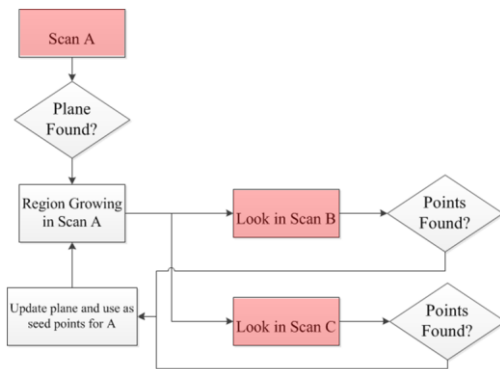 Scan A
Plane
Found?
Region Growing
in Scan A
Look in Scan B
Points
Found?
Update plane and use as
seed points for A
Look in Scan C
Points
Found?